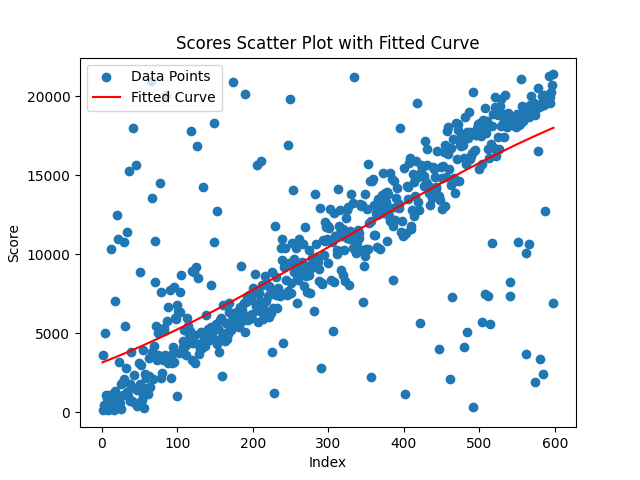 Scores Scatter Plot with Fitted Curve
Data Points
Fitted Curve
20000
15000
10000
5000
0
Score
0 100 200 300 400 500 600
Index